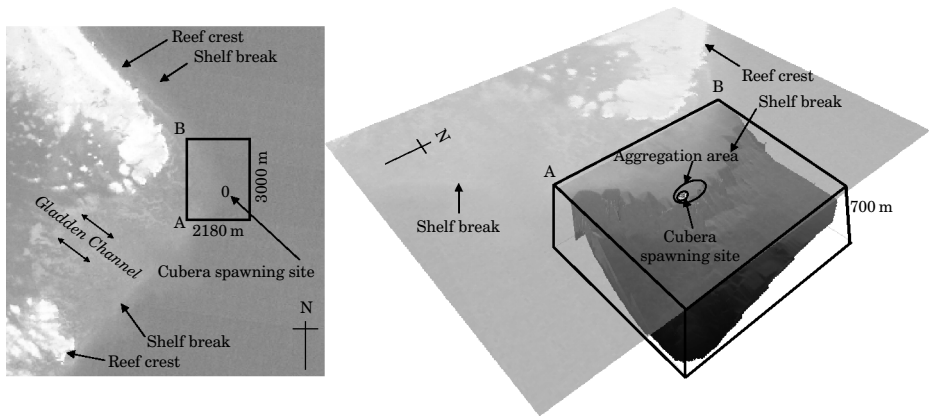 Reef crest
Shelf break
B
3000 m
0
A
2180 m
Gladden Channel
Cubera spawning site
N
Shelf break
Reef crest
Reef crest
B
Shelf break
N
Aggregation area
A
700 m
Shelf break
Cubera
spawning site